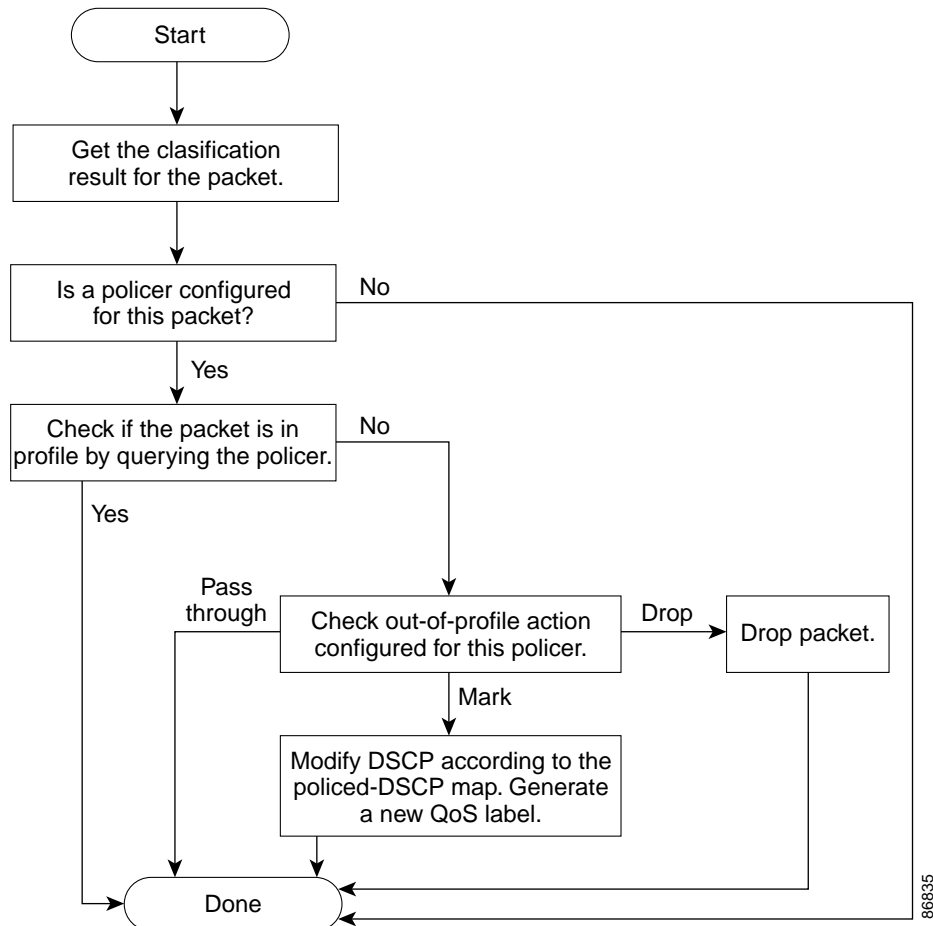 Start
Get the clasification
result for the packet.
Is a policer configured
for this packet?
No
Yes
Check if the packet is in
profile by querying the policer.
No
Yes
Pass
through
Check out-of-profile action
configured for this policer.
Drop
Drop packet.
Mark
Modify DSCP according to the
policed-DSCP map. Generate
a new QoS label.
Done
86835